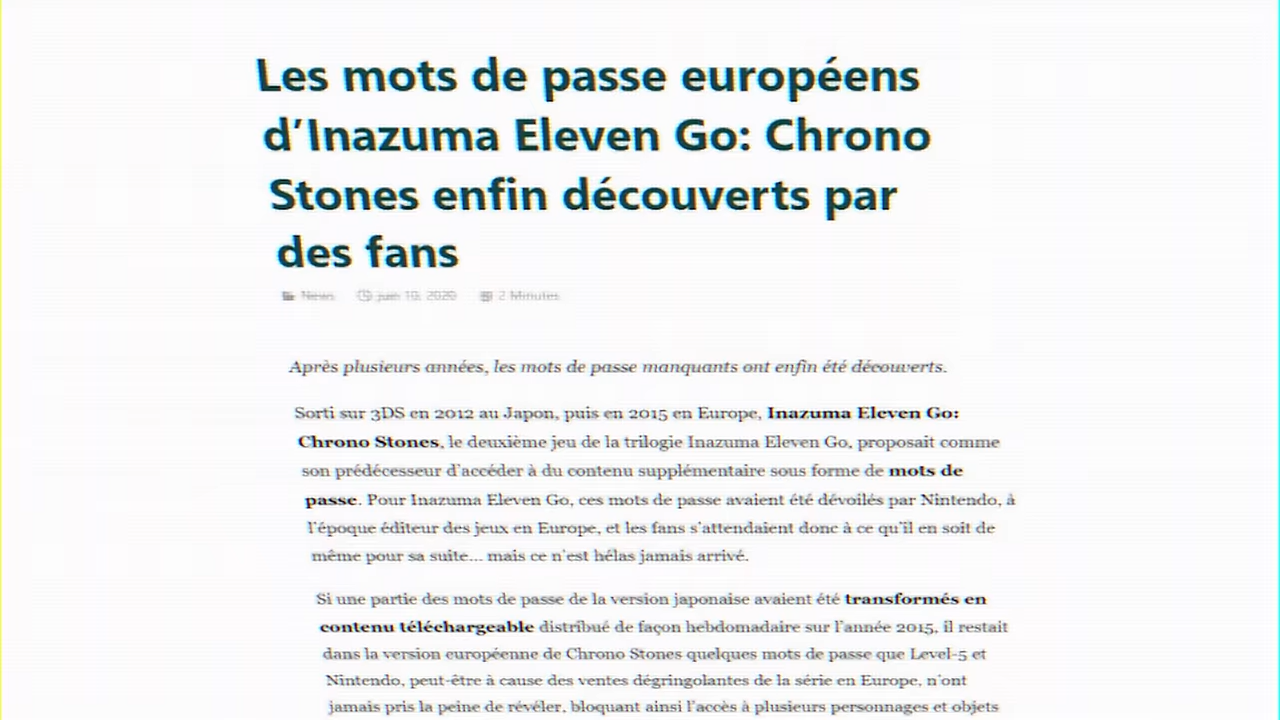 Les mots de passe européens
d'Inazuma Eleven Go: Chrono
Stones enfin découverts par
des fans
News juin 10, 2020 2 Minutes
Après plusieurs années, les mots de passe manquants ont enfin été découverts.
Sorti sur 3DS en 2012 au Japon, puis en 2015 en Europe, Inazuma Eleven Go:
Chrono Stones, le deuxième jeu de la trilogie Inazuma Eleven Go, proposait comme
son prédécesseur d'accéder à du contenu supplémentaire sous forme de mots de
passe. Pour Inazuma Eleven Go, ces mots de passe avaient été dévoilés par Nintendo, à
l'époque éditeur des jeux en Europe, et les fans s'attendaient donc à ce qu'il en soit de
même pour sa suite... mais ce n'est hélas jamais arrivé.
Si une partie des mots de passe de la version japonaise avaient été transformés en
contenu téléchargeable distribué de façon hebdomadaire sur l'année 2015, il restait
dans la version européenne de Chrono Stones quelques mots de passe que Level-5 et
Nintendo, peut-être à cause des ventes dégringolantes de la série en Europe, n'ont
jamais pris la peine de révéler, bloquant ainsi l'accès à plusieurs personnages et objets